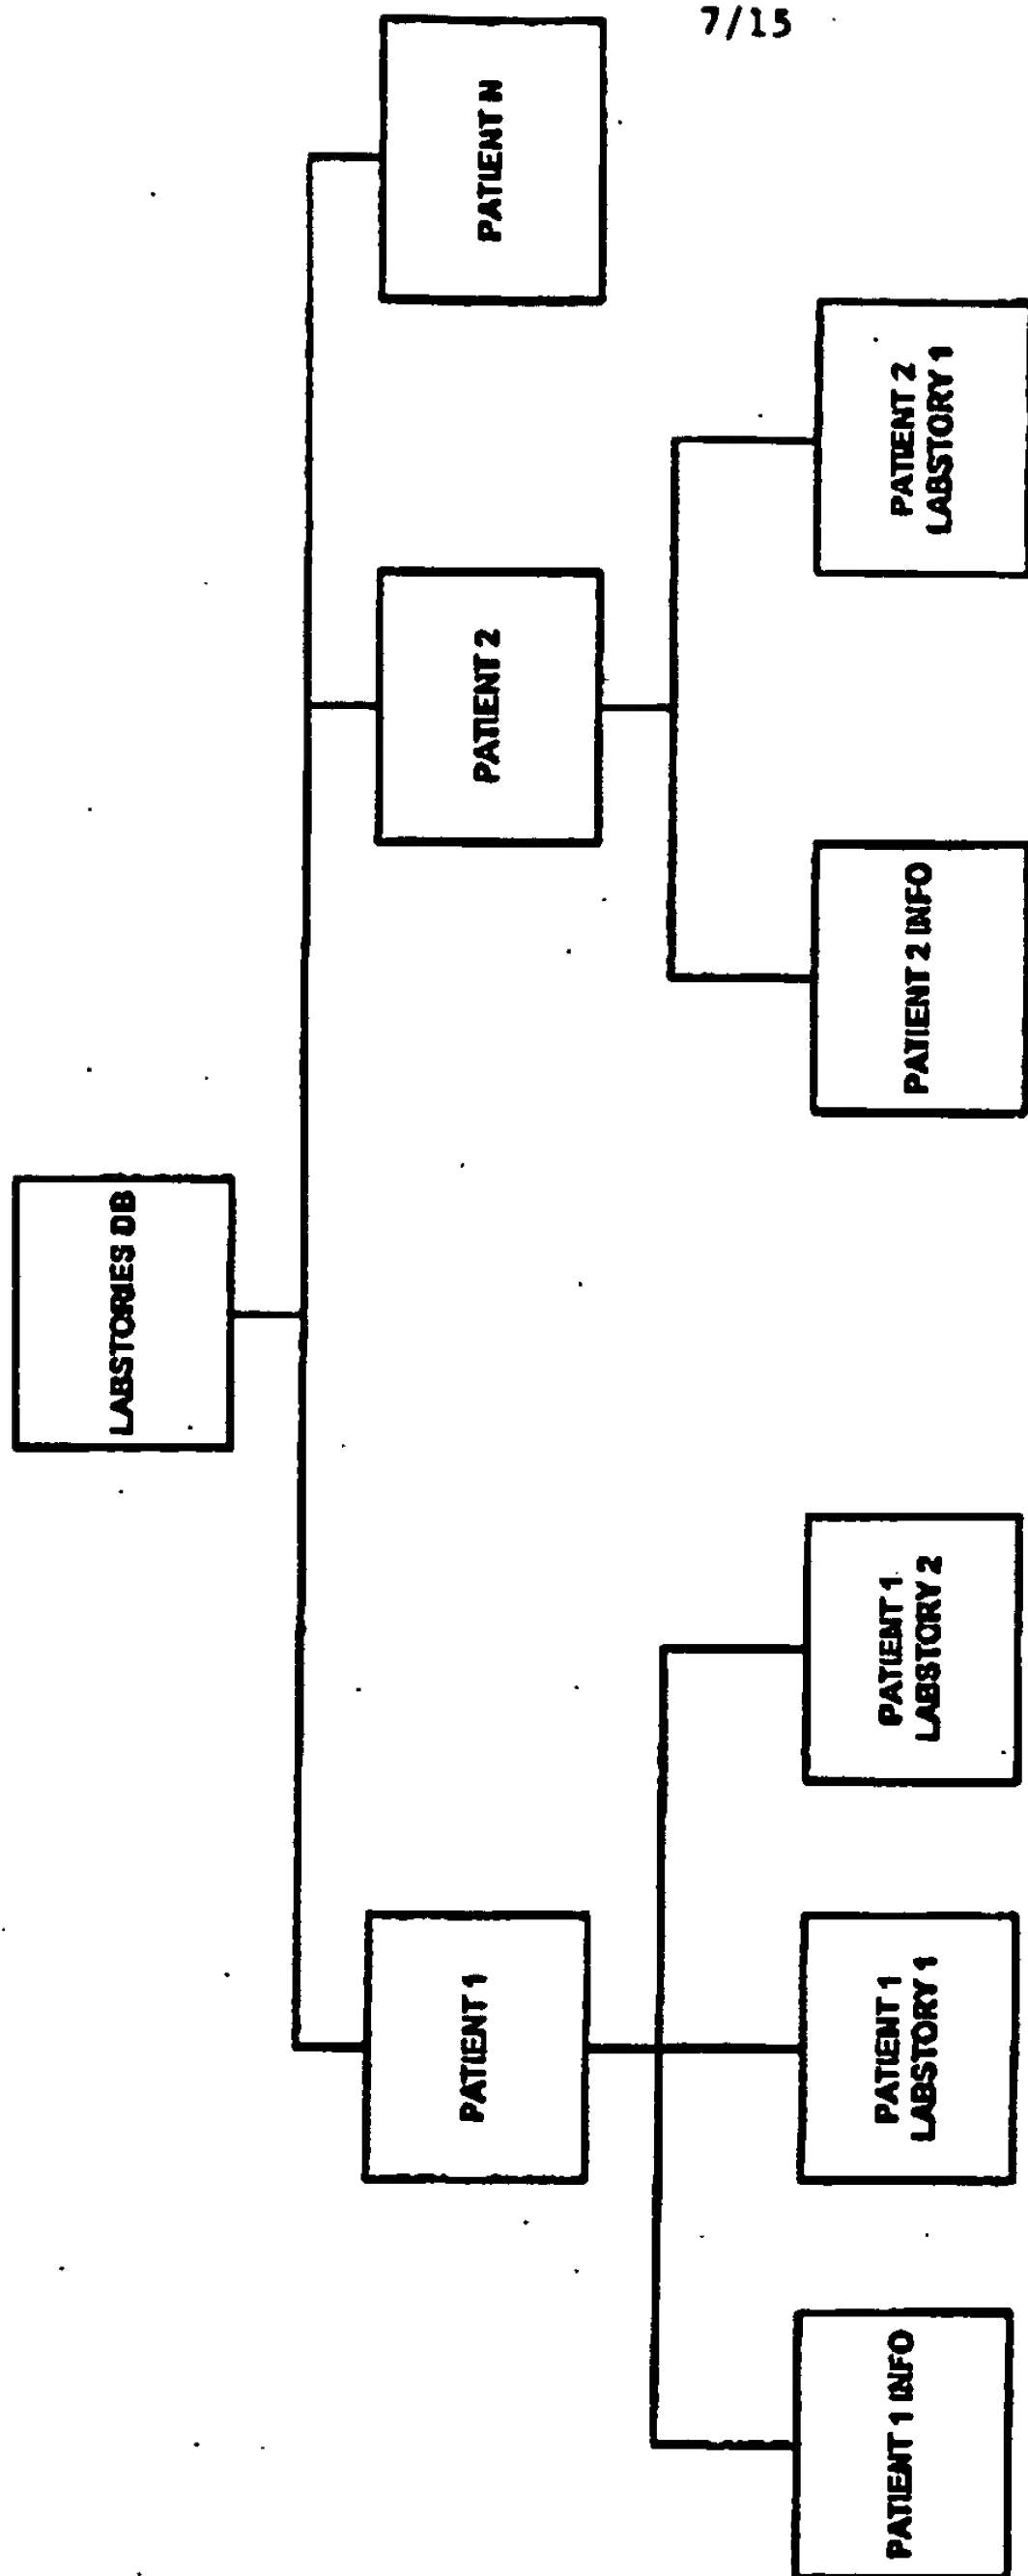 7/15
LABSTORIES DB
PATIENT 1
PATIENT 2
PATIENT N
PATIENT 1 INFO
PATIENT 1
LABSTORY 1
PATIENT 1
LABSTORY 2
PATIENT 2 INFO
PATIENT 2
LABSTORY 1